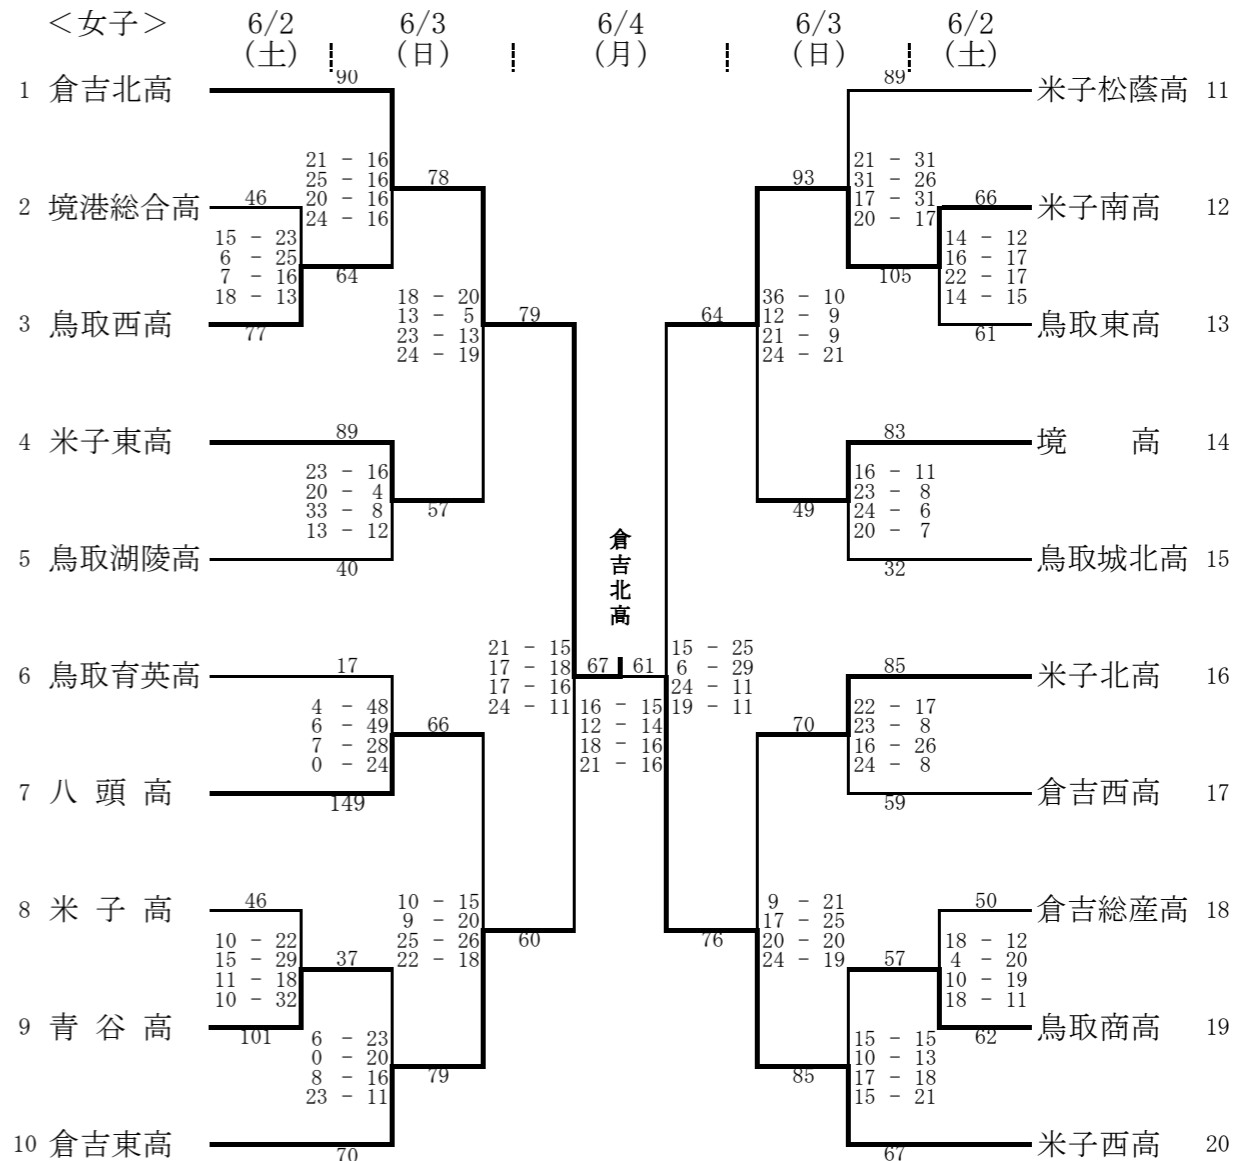 ＜女子＞ 6/2 6/3 6/4 6/3 6/2
（土） （日） （月） （日） （土）
90 89
1 倉吉北高 米子松蔭高 11
21 - 16 21 - 31
25 - 16 78 93 31 - 26
20 - 16 17 - 31
2 境港総合高 46 66 米子南高 12
24 - 16 20 - 17
15 - 23 14 - 12
6 - 25 16 - 17
7 - 16 64 105 22 - 17
18 - 13 14 - 15
18 - 20 36 - 10
13 - 5 79 64 12 - 9
3 鳥取西高 77 61 鳥取東高 13
23 - 13 21 - 9
24 - 19 24 - 21
89 83
4 米子東高 境 高 14
23 - 16 16 - 11
20 - 4 23 - 8
33 - 8 57 49 24 - 6
13 - 12 20 - 7
倉吉北高
5 鳥取湖陵高 鳥取城北高 15
40 32
21 - 15 15 - 25
17 17 - 18 67 61 6 - 29 85
6 鳥取育英高 米子北高 16
17 - 16 24 - 11
24 - 11 19 - 11
4 - 48 16 - 15 22 - 17
6 - 49 66 12 - 14 70 23 - 8
7 - 28 18 - 16 16 - 26
0 - 24 21 - 16 24 - 8
7 八頭高 倉吉西高 17
149 59
46 10 - 15 9 - 21 50
8 米子高 倉吉総産高 18
9 - 20 17 - 25
25 - 26 60 76 20 - 20
22 - 18 24 - 19
10 - 22 18 - 12
15 - 29 37 57 4 - 20
11 - 18 10 - 19
10 - 32 18 - 11
9 青谷高 鳥取商高 19
101 62
6 - 23 15 - 15
0 - 20 10 - 13
8 - 16 79 85 17 - 18
23 - 11 15 - 21
10 倉吉東高 米子西高 20
70 67